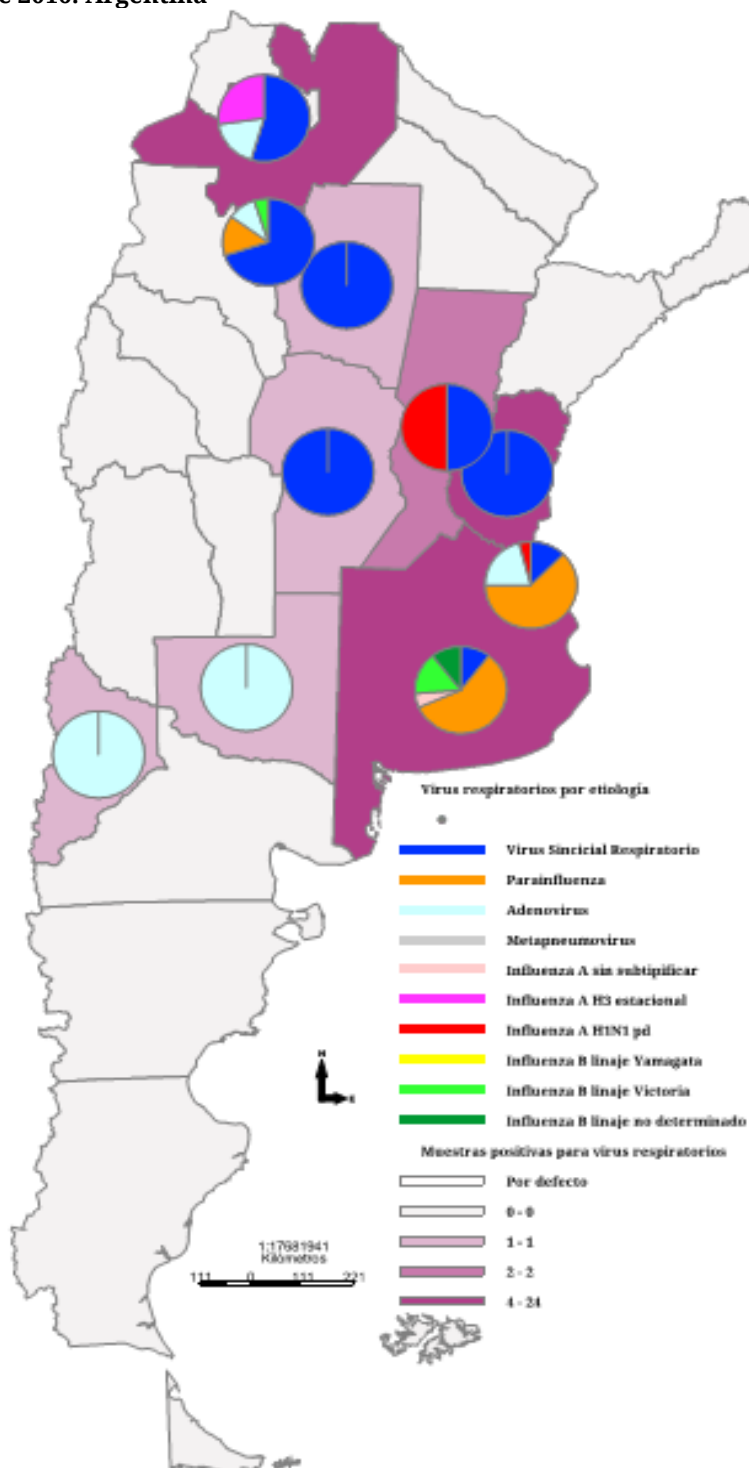 2016. Argentina
N
E
Virus respiratorios por etiología
Virus Sincicial Respiratorio
Parainfluenza
Adenovirus
Metapneumovirus
Influenza A sin subtipificar
Influenza A H3 estacional
Influenza A H1N1 pd
Influenza B linaje Yamagata
Influenza B linaje Victoria
Influenza B linaje no determinado
Muestras positivas para virus respiratorios
Por defecto
0 - 0
1 - 1
2 - 2
4 - 24
1:17681941
Kilómetros
111 0 111 221